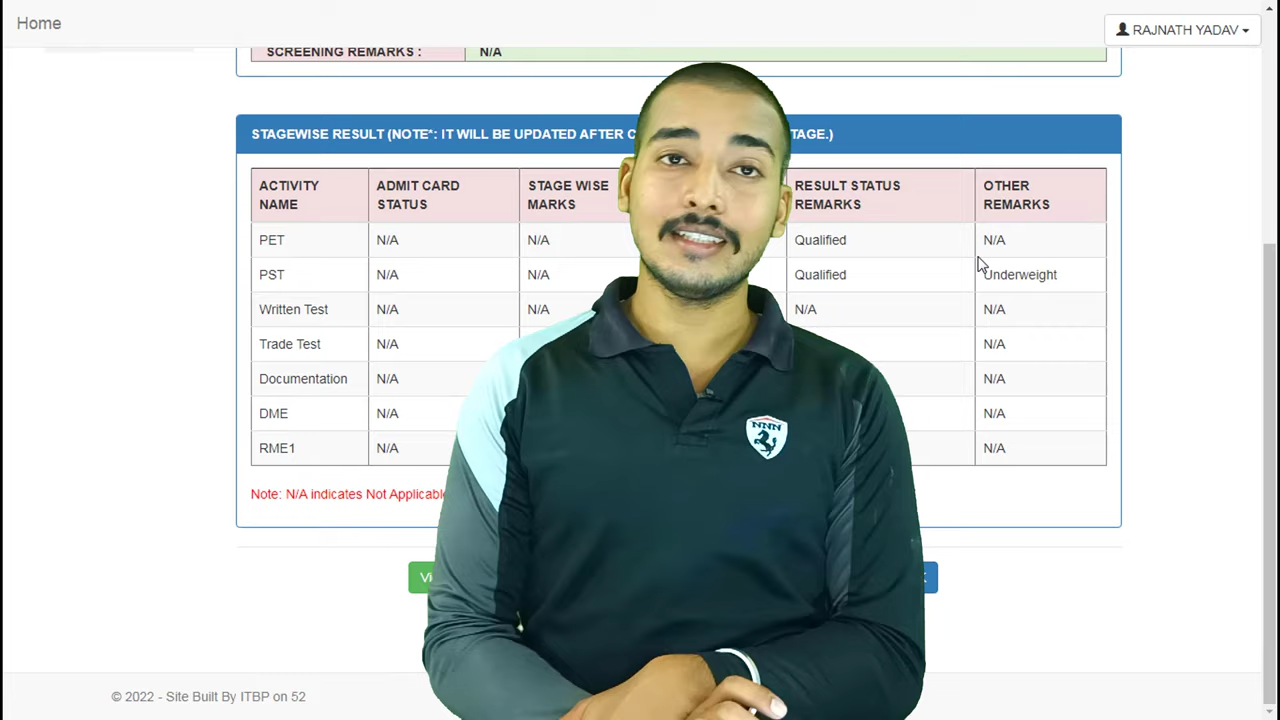 Home
RAJNATH YADAV
SCREENING REMARKS : N/A
STAGEWISE RESULT (NOTE*: IT WILL BE UPDATED AFTER TAGE.)
ACTIVITY NAME ADMIT CARD STATUS STAGE WISE MARKS RESULT STATUS REMARKS OTHER REMARKS
PET N/A N/A Qualified N/A
PST N/A N/A Qualified Underweight
Written Test N/A N/A N/A N/A
Trade Test N/A N/A
Documentation N/A N/A
DME N/A N/A
RME1 N/A N/A
NNN
Note: N/A indicates Not Applicable
© 2022 - Site Built By ITBP on 52